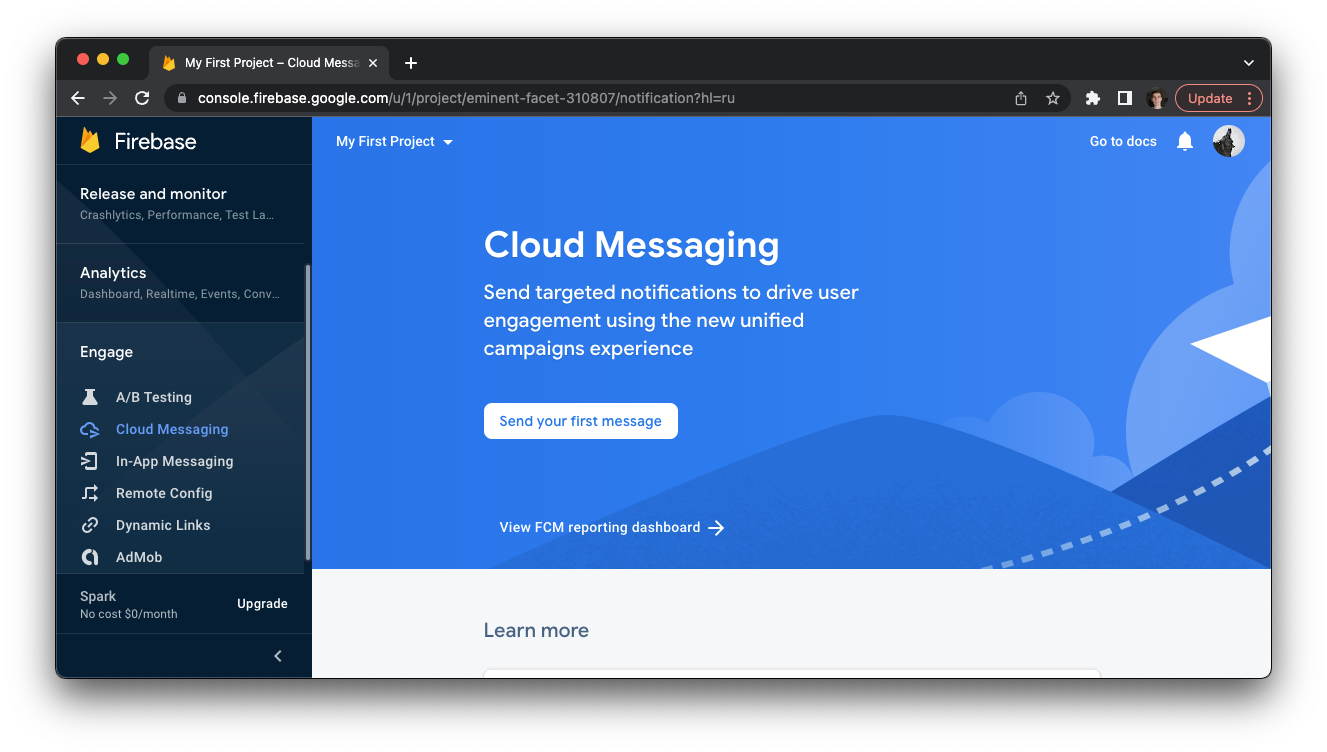 My First Project – Cloud Messa
console.firebase.google.com/u/1/project/eminent-facet-310807/notification?hl=ru
Update
Firebase
Release and monitor
Crashlytics, Performance, Test La...
Analytics
Dashboard, Realtime, Events, Conv...
Engage
A/B Testing
Cloud Messaging
In-App Messaging
Remote Config
Dynamic Links
AdMob
Spark
No cost $0/month
Upgrade
My First Project
Go to docs
Cloud Messaging
Send targeted notifications to drive user
engagement using the new unified
campaigns experience
Send your first message
View FCM reporting dashboard
Learn more